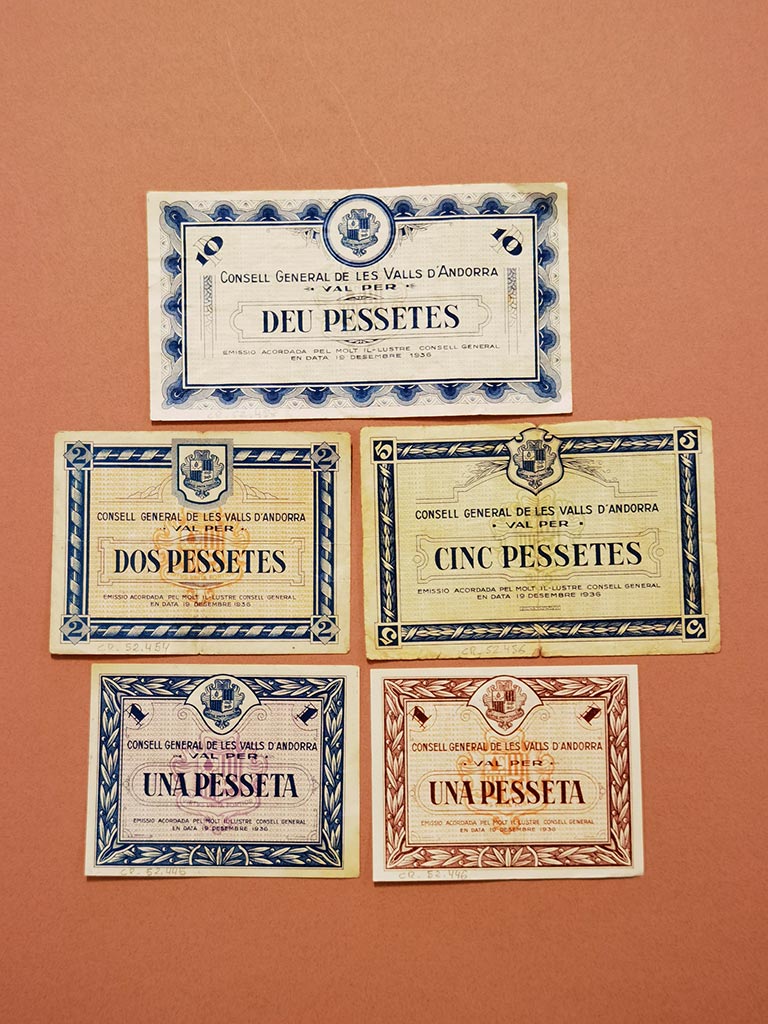 10 10
CONSELL GENERAL DE LES VALLS D'ANDORRA
VAL PER
DEU PESSETES
EMISSIO ACORDADA PEL MOLT IL-LUSTRE CONSELL GENERAL
EN DATA 19 DESEMBRE 1936
2 2
CONSELL GENERAL DE LES VALLS D'ANDORRA
· VAL PER ·
DOS PESSETES
EMISSIO ACORDADA PEL MOLT IL-LUSTRE CONSELL GENERAL
EN DATA 19 DESEMBRE 1936
2 2
CR. 52.454
5 5
CONSELL GENERAL DE LES VALLS D'ANDORRA
· VAL PER ·
CINC PESSETES
EMISSIO ACORDADA PEL MOLT IL-LUSTRE CONSELL GENERAL
EN DATA 19 DESEMBRE 1936
5 5
CR. 52.456
1 1
CONSELL GENERAL DE LES VALLS D'ANDORRA
· VAL PER ·
UNA PESSETA
EMISSIO ACORDADA PEL MOLT IL-LUSTRE CONSELL GENERAL
EN DATA 19 DESEMBRE 1936
CR. 52.446
1 1
CONSELL GENERAL DE LES VALLS D'ANDORRA
· VAL PER ·
UNA PESSETA
EMISSIO ACORDADA PEL MOLT IL-LUSTRE CONSELL GENERAL
EN DATA 19 DESEMBRE 1936
CR. 52.446